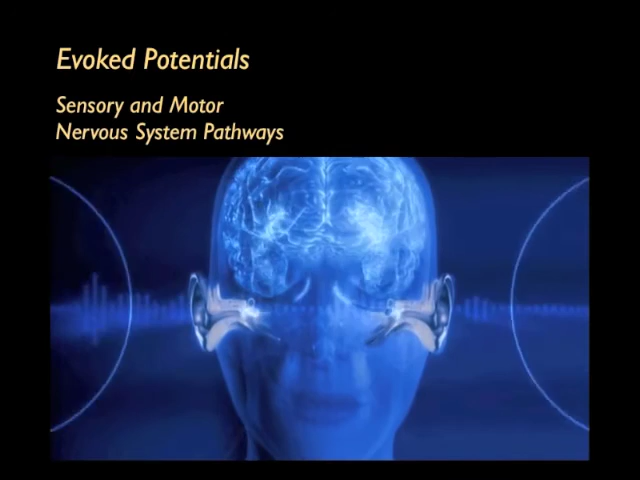 Evoked Potentials
Sensory and Motor
Nervous System Pathways